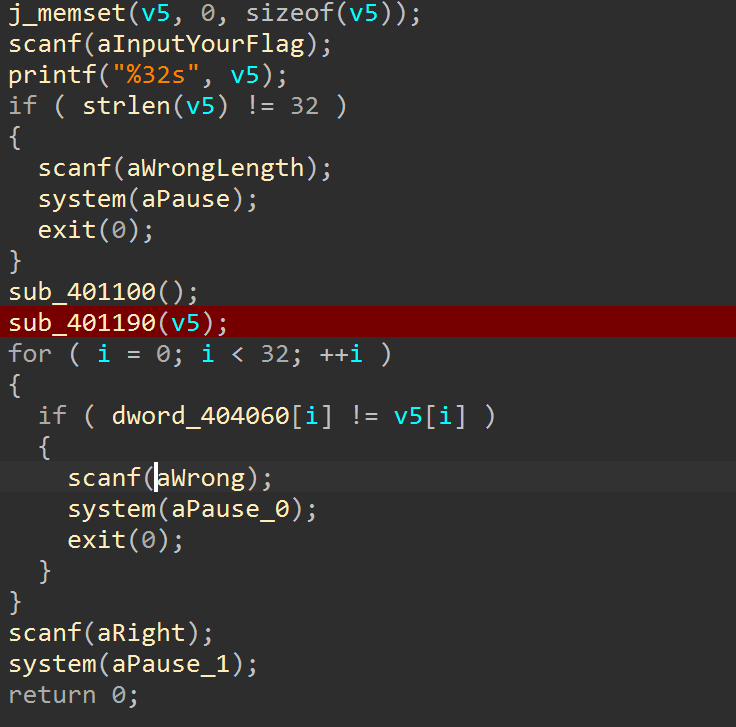 j_memset(v5, 0, sizeof(v5));
scanf(aInputYourFlag);
printf("%32s", v5);
if ( strlen(v5) != 32 )
{
  scanf(aWrongLength);
  system(aPause);
  exit(0);
}
sub_401100();
sub_401190(v5);
for ( i = 0; i < 32; ++i )
{
  if ( dword_404060[i] != v5[i] )
  {
    scanf(aWrong);
    system(aPause_0);
    exit(0);
  }
}
scanf(aRight);
system(aPause_1);
return 0;